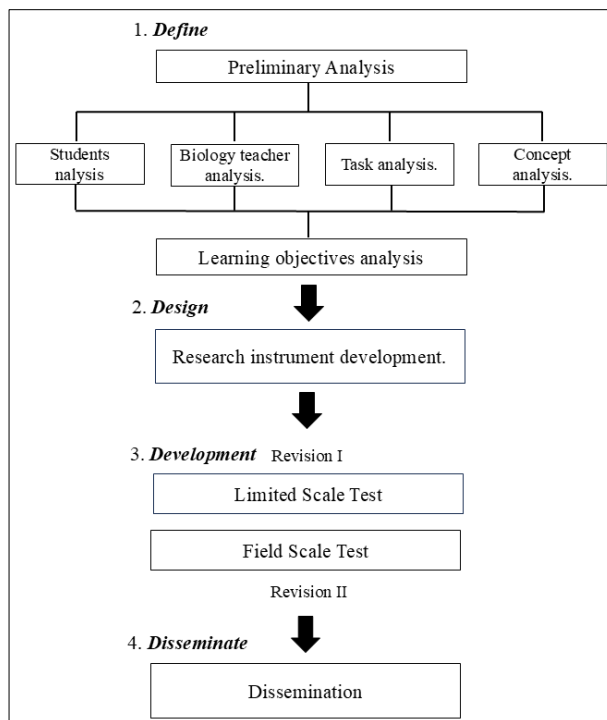 1. Define
Preliminary Analysis
Students
nalysis
Biology teacher
analysis.
Task analysis.
Concept
analysis.
Learning objectives analysis
2. Design
Research instrument development.
3. Development Revision I
Limited Scale Test
Field Scale Test
Revision II
4. Disseminate
Dissemination